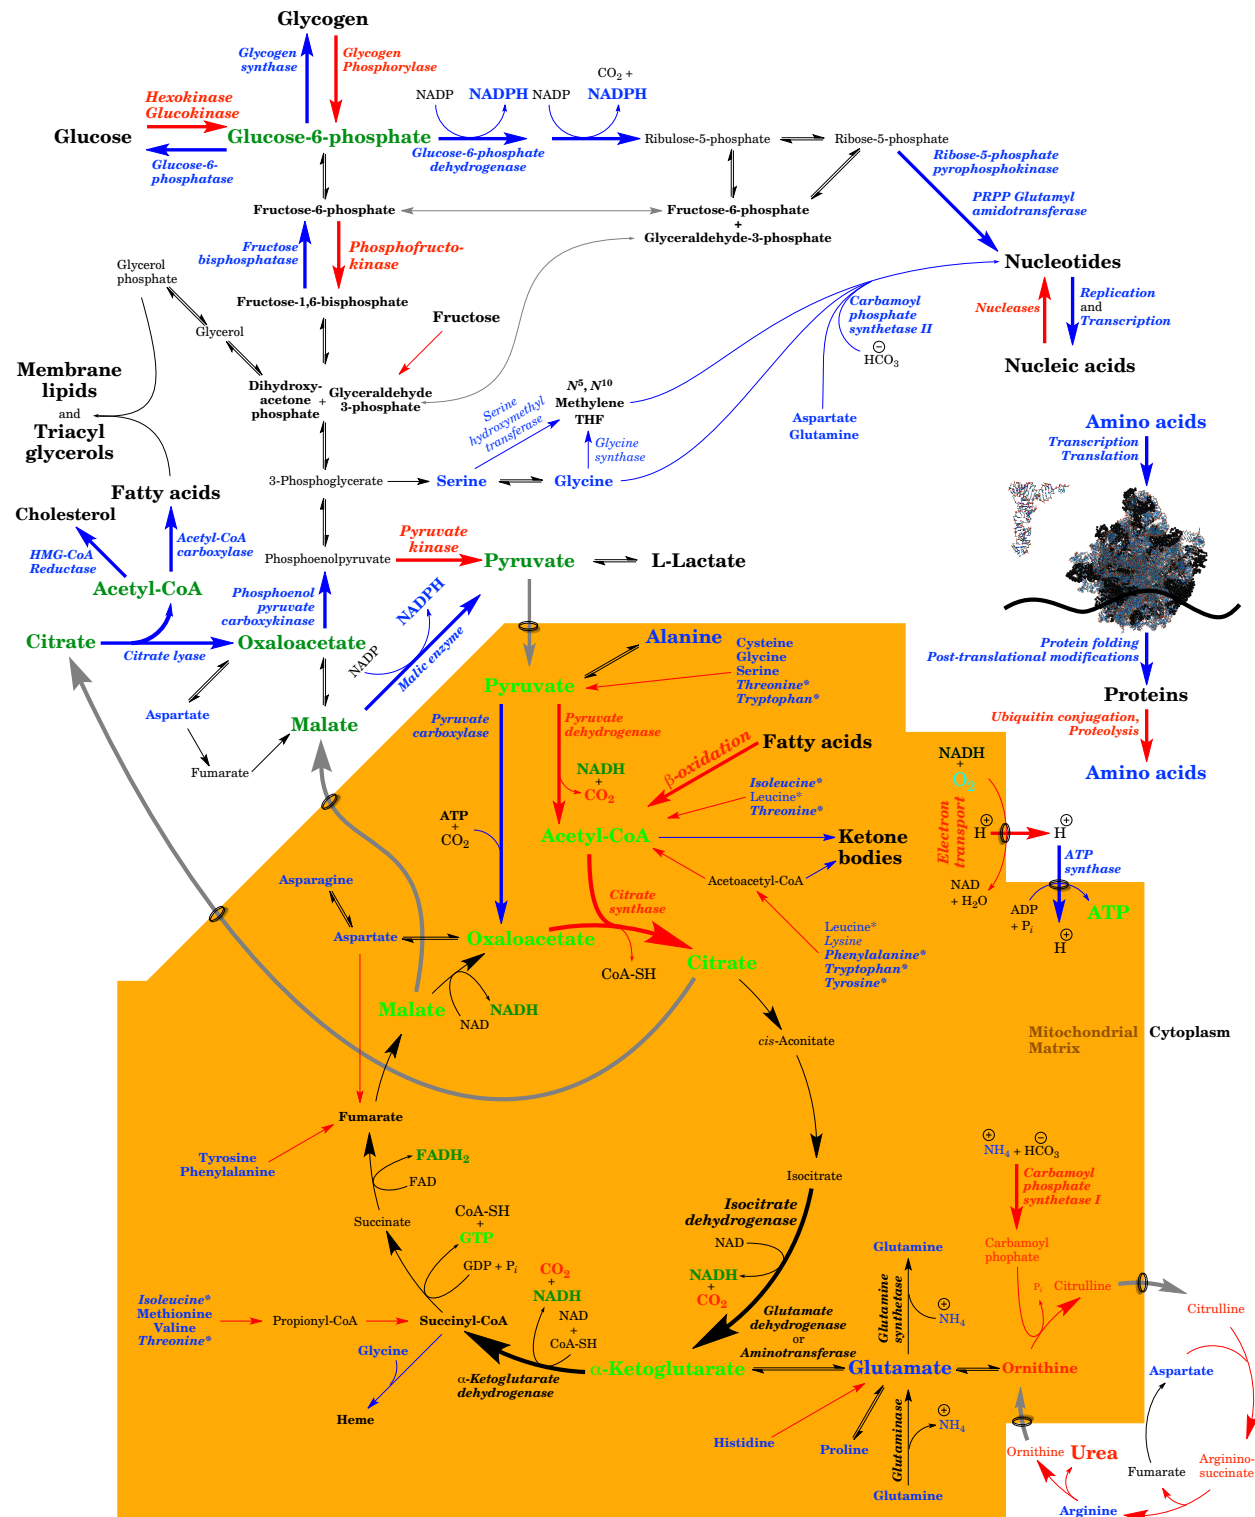 Glycogen
Glycogen
synthase
Glycogen
Phosphorylase
Hexokinase
Glucokinase
Glucose
Glucose-6-phosphate
Glucose-6-
phosphatase
NADP
NADPH
NADP
CO2 +
NADPH
Glucose-6-phosphate
dehydrogenase
Ribulose-5-phosphate
Ribose-5-phosphate
Ribose-5-phosphate
pyrophosphokinase
PRPP Glutamyl
amidotransferase
Fructose-6-phosphate
Fructose-6-phosphate
+
Glyceraldehyde-3-phosphate
Fructose
bisphosphatase
Phosphofructo-
kinase
Nucleotides
Glycerol
phosphate
Fructose-1,6-bisphosphate
Glycerol
Fructose
Carbamoyl
phosphate
synthetase II
⊖
HCO3
Nucleases
Replication
and
Transcription
Nucleic acids
Membrane
lipids
and
Triacyl
glycerols
Dihydroxy-
acetone
phosphate
+
Glyceraldehyde
3-phosphate
N5, N10
Methylene
THF
Serine
hydroxymethyl
transferase
Glycine
synthase
Aspartate
Glutamine
Amino acids
Transcription
Translation
3-Phosphoglycerate
Serine
Glycine
Fatty acids
Cholesterol
HMG-CoA
Reductase
Acetyl-CoA
carboxylase
Phosphoenolpyruvate
Pyruvate
kinase
Pyruvate
L-Lactate
Acetyl-CoA
Phosphoenol
pyruvate
carboxykinase
NADPH
NADP
Malic enzyme
Citrate
Citrate lyase
Oxaloacetate
Aspartate
Malate
Fumarate
Protein folding
Post-translational modifications
Proteins
Ubiquitin conjugation,
Proteolysis
Amino acids
Alanine
Cysteine
Glycine
Serine
Threonine*
Tryptophan*
Pyruvate
Pyruvate
carboxylase
Pyruvate
dehydrogenase
NADH
+
CO2
β-oxidation
Fatty acids
Isoleucine*
Leucine*
Threonine*
NADH
+
O2
Electron
transport
H
⊕
H
⊕
NAD
+ H2O
ATP
synthase
ADP
+ Pi
ATP
⊕
H
ATP
+
CO2
Acetyl-CoA
Ketone
bodies
Acetoacetyl-CoA
Citrate
synthase
Asparagine
Aspartate
Oxaloacetate
CoA-SH
Citrate
Leucine*
Lysine
Phenylalanine*
Tryptophan*
Tyrosine*
Malate
NADH
NAD
cis-Aconitate
Mitochondrial
Matrix
Cytoplasm
Fumarate
Tyrosine
Phenylalanine
FADH2
FAD
Isocitrate
Isocitrate
dehydrogenase
NAD
NADH
+
CO2
Succinate
CoA-SH
+
GTP
GDP + Pi
CO2
+
NADH
NAD
+
CoA-SH
⊕ ⊖
NH4 + HCO3
Carbamoyl
phosphate
synthetase I
Carbamoyl
phophate
Pi
Citrulline
Citrulline
Glutamine
Glutamine
synthetase
⊕
NH4
Glutamate
dehydrogenase
or
Aminotransferase
Isoleucine*
Methionine
Valine
Threonine*
Propionyl-CoA
Succinyl-CoA
Glycine
Heme
α-Ketoglutarate
dehydrogenase
α-Ketoglutarate
Glutamate
Ornithine
Aspartate
Histidine
Proline
Glutaminase
⊕
NH4
Glutamine
Ornithine
Urea
Fumarate
Arginino-
succinate
Arginine